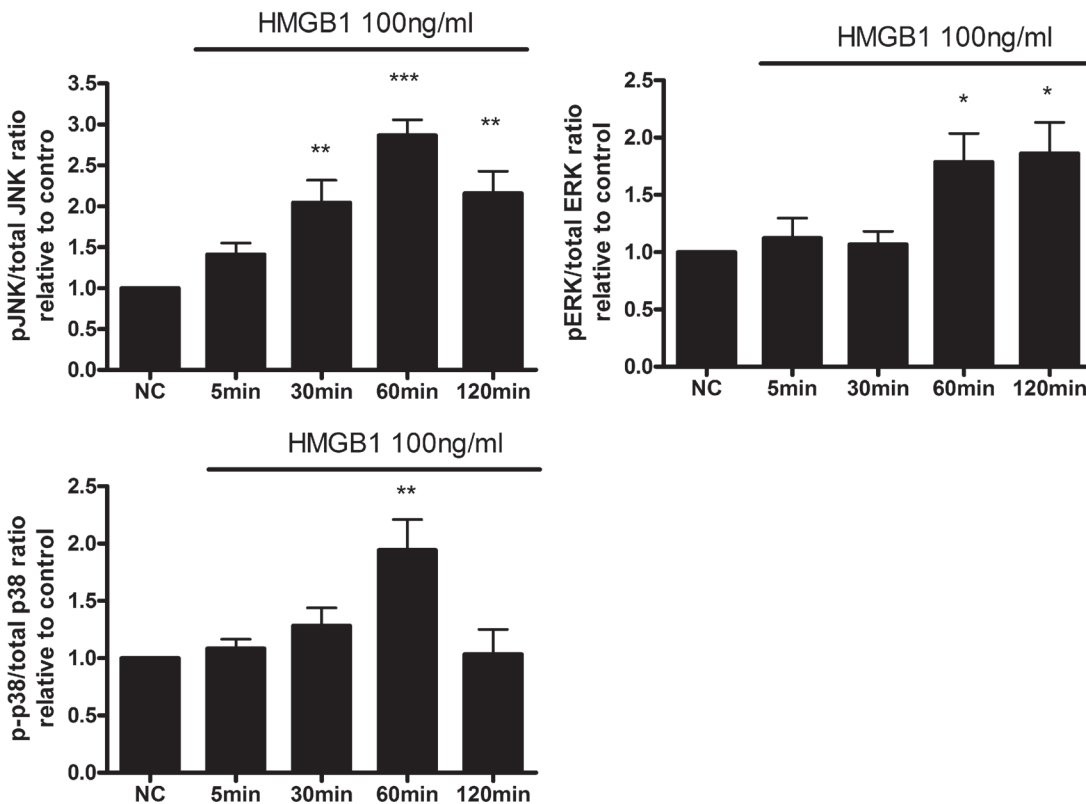 HMGB1 100ng/ml
pJNK/total JNK ratio
relative to contro
3.5
3.0
2.5
2.0
1.5
1.0
0.5
0.0
**
***
**
NC 5min 30min 60min 120min
HMGB1 100ng/ml
pERK/total ERK ratio
relative to control
2.5
2.0
1.5
1.0
0.5
0.0
*
*
NC 5min 30min 60min 120min
HMGB1 100ng/ml
p-p38/total p38 ratio
relative to control
2.5
2.0
1.5
1.0
0.5
0.0
**
NC 5min 30min 60min 120min